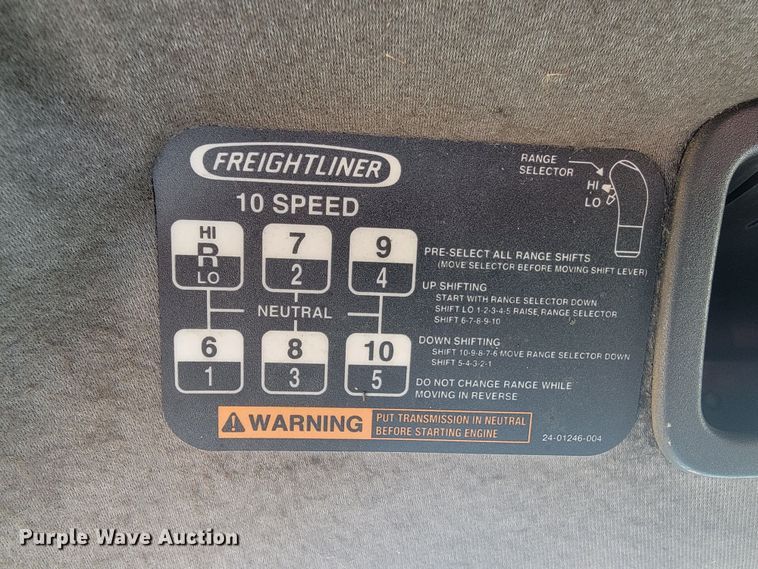 FREIGHTLINER
10 SPEED
RANGE
SELECTOR
HI
LO
HI
R
LO
7
2
9
4
NEUTRAL
6
1
8
3
10
5
PRE-SELECT ALL RANGE SHIFTS
(MOVE SELECTOR BEFORE MOVING SHIFT LEVER)
UP SHIFTING
START WITH RANGE SELECTOR DOWN
SHIFT LO 1-2-3-4-5 RAISE RANGE SELECTOR
SHIFT 6-7-8-9-10
DOWN SHIFTING
SHIFT 10-9-8-7-6 MOVE RANGE SELECTOR DOWN
SHIFT 5-4-3-2-1
DO NOT CHANGE RANGE WHILE
MOVING IN REVERSE
WARNING
PUT TRANSMISSION IN NEUTRAL
BEFORE STARTING ENGINE
24-01246-004
Purple Wave Auction